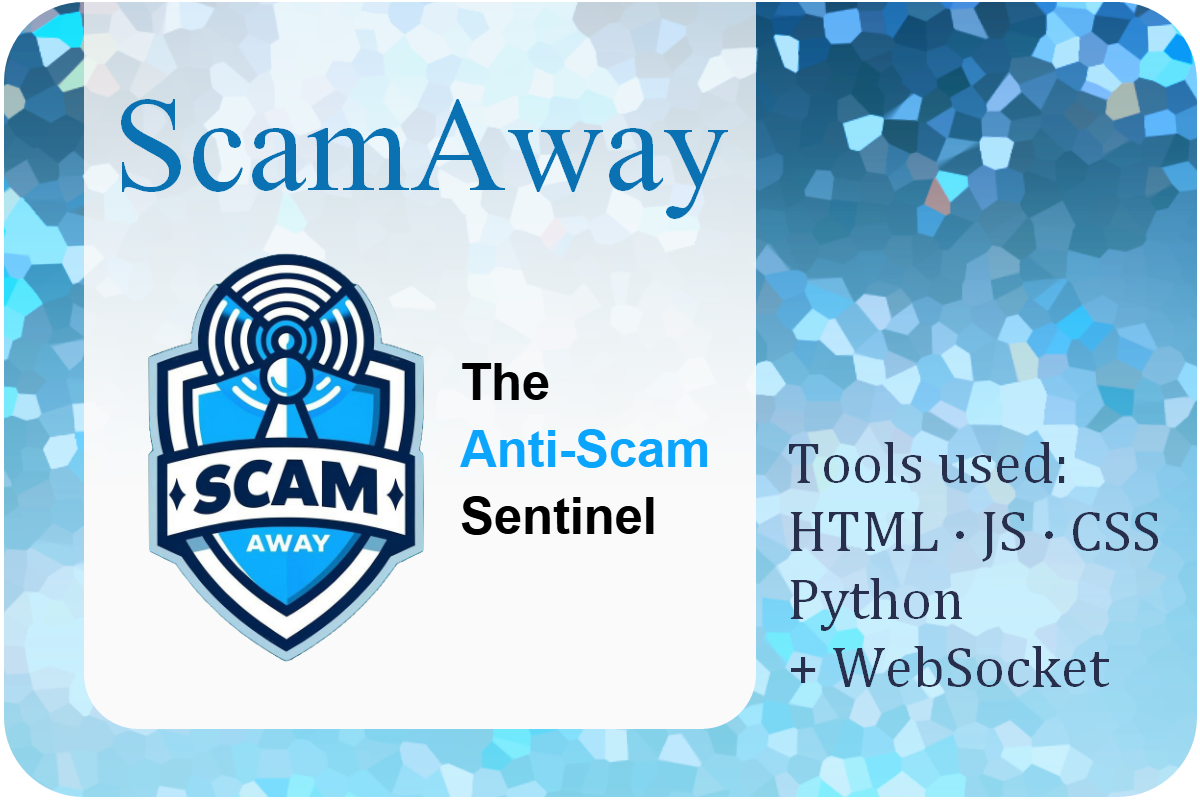 ScamAway
SCAM
AWAY
The
Anti-Scam
Sentinel
Tools used:
HTML · JS · CSS
Python
+ WebSocket